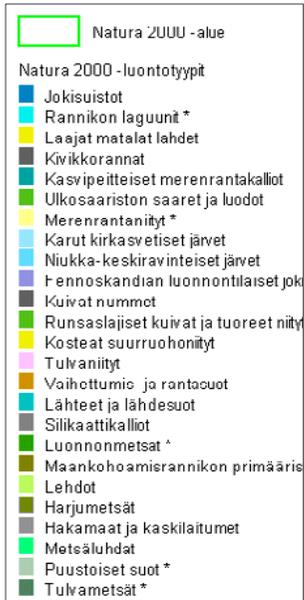 Natura 2000 -alue
Natura 2000 -luontotyypit
Jokisuistot
Rannikon laguunit *
Laajat matalat lahdet
Kivikkorannat
Kasvipeitteiset merenrantakalliot
Ulkosaariston saaret ja luodot
Merenrantaniityt *
Karut kirkasvetiset järvet
Niukka-keskiravinteiset järvet
Fennoskandian luonnontilaiset jok
Kuivat nummet
Runsaslajiset kuivat ja tuoreet niity
Kosteat suurruohoniityt
Tulvaniityt
Vaihettumis- ja rantasuot
Lähteet ja lähdesuot
Silikaattikalliot
Luonnonmetsät *
Maankohoamisrannikon primääris
Lehdot
Harjumetsät
Hakamaat ja kaskilaitumet
Metsäluhdat
Puustoiset suot *
Tulvametsät *